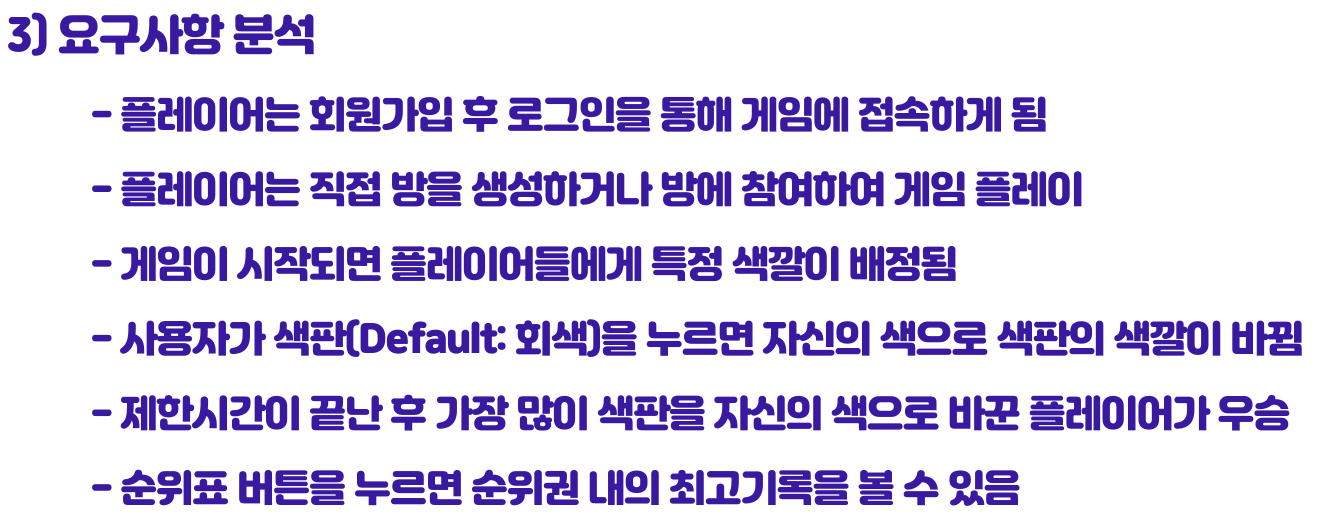 3) 요구사항 분석
- 플레이어는 회원가입 후 로그인을 통해 게임에 접속하게 됨
- 플레이어는 직접 방을 생성하거나 방에 참여하여 게임 플레이
- 게임이 시작되면 플레이어들에게 특정 색깔이 배정됨
- 사용자가 색판(Default: 회색)을 누르면 자신의 색으로 색판의 색깔이 바뀜
- 제한시간이 끝난 후 가장 많이 색판을 자신의 색으로 바꾼 플레이어가 우승
- 순위표 버튼을 누르면 순위권 내의 최고기록을 볼 수 있음